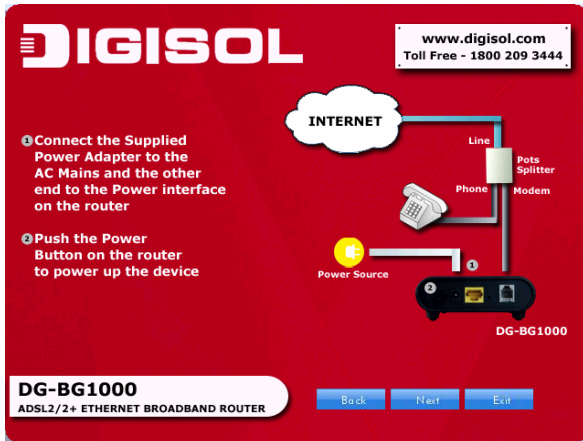 DIGISOL
www.digisol.com
Toll Free - 1800 209 3444
1 Connect the Supplied
Power Adapter to the
AC Mains and the other
end to the Power interface
on the router
2 Push the Power
Button on the router
to power up the device
INTERNET
Line
Pots
Splitter
Phone
Modem
Power Source
1
2
DG-BG1000
DG-BG1000
ADSL2/2+ ETHERNET BROADBAND ROUTER
Back
Next
Exit